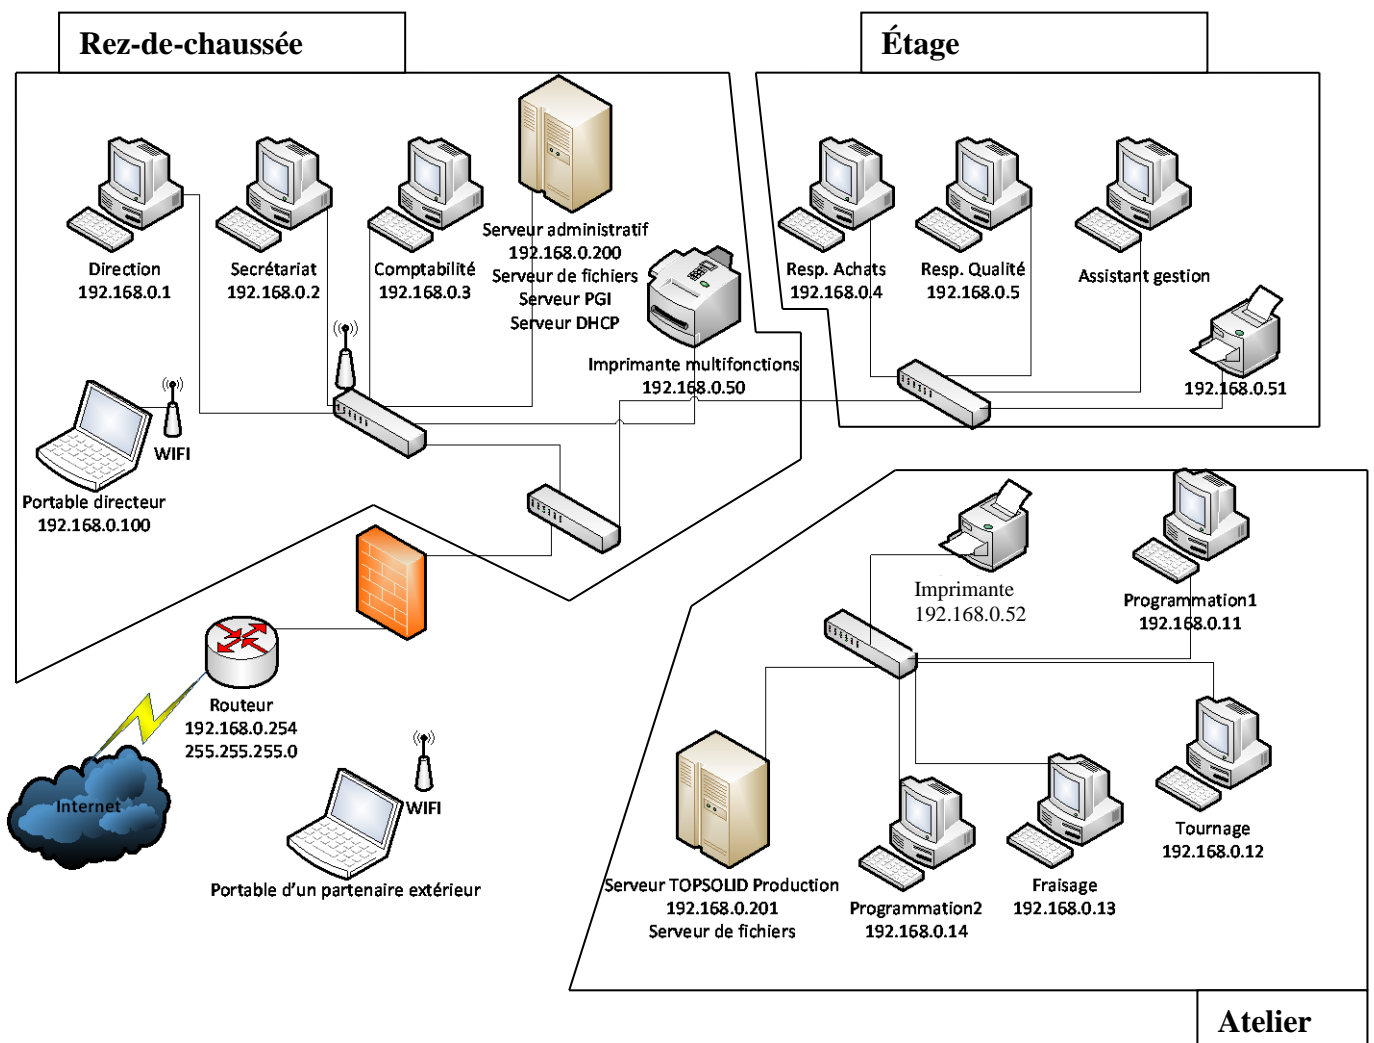 Rez-de-chaussée
Étage
Direction
192.168.0.1
Secrétariat
192.168.0.2
Comptabilité
192.168.0.3
Serveur administratif
192.168.0.200
Serveur de fichiers
Serveur PGI
Serveur DHCP
Imprimante multifonctions
192.168.0.50
Resp. Achats
192.168.0.4
Resp. Qualité
192.168.0.5
Assistant gestion
192.168.0.51
WIFI
Portable directeur
192.168.0.100
Routeur
192.168.0.254
255.255.255.0
Internet
WIFI
Portable d'un partenaire extérieur
Imprimante
192.168.0.52
Programmation1
192.168.0.11
Tournage
192.168.0.12
Serveur TOPSOLID Production
192.168.0.201
Serveur de fichiers
Programmation2
192.168.0.14
Fraisage
192.168.0.13
Atelier